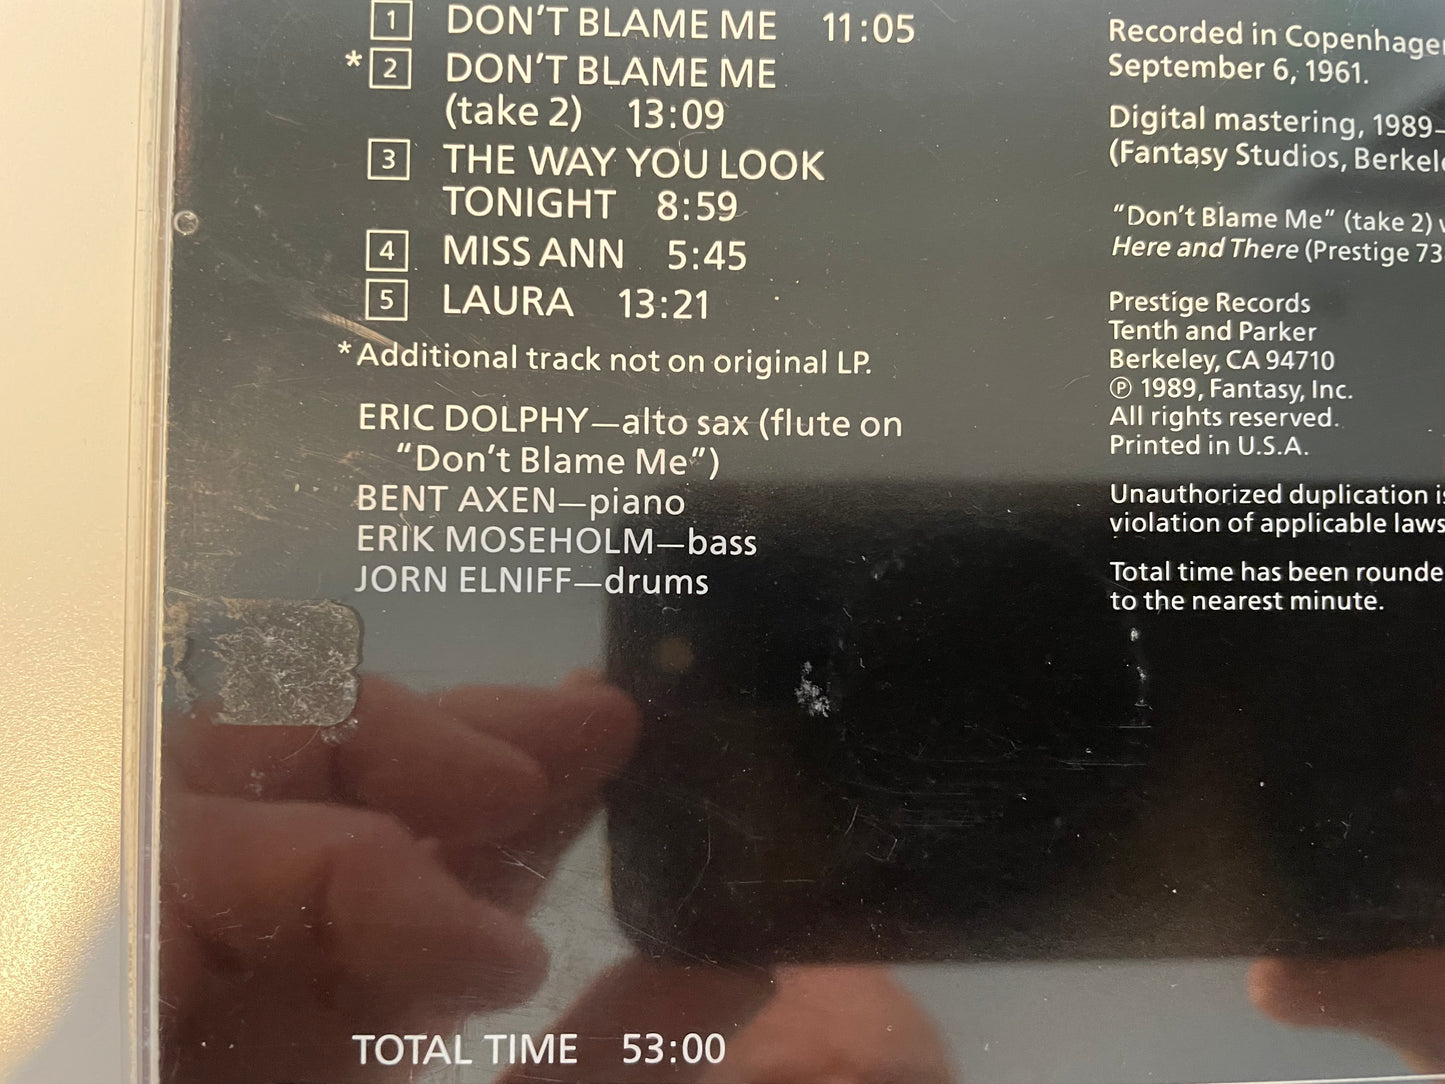 1 DON'T BLAME ME 11:05
* 2 DON'T BLAME ME
(take 2) 13:09
3 THE WAY YOU LOOK
TONIGHT 8:59
4 MISS ANN 5:45
5 LAURA 13:21
* Additional track not on original LP.
ERIC DOLPHY—alto sax (flute on
"Don't Blame Me")
BENT AXEN—piano
ERIK MOSEHOLM—bass
JORN ELNIFF—drums
TOTAL TIME 53:00
Recorded in Copenhagen
September 6, 1961.
Digital mastering, 1989–
(Fantasy Studios,
"Don't Blame Me" (take 2)
Here and There (Prestige
Prestige Records
Tenth and Parker
Berkeley, CA 94710
℗ 1989, Fantasy, Inc.
All rights reserved.
Printed in U.S.A.
Unauthorized duplication is
violation of applicable laws
Total time has been
to the nearest minute.